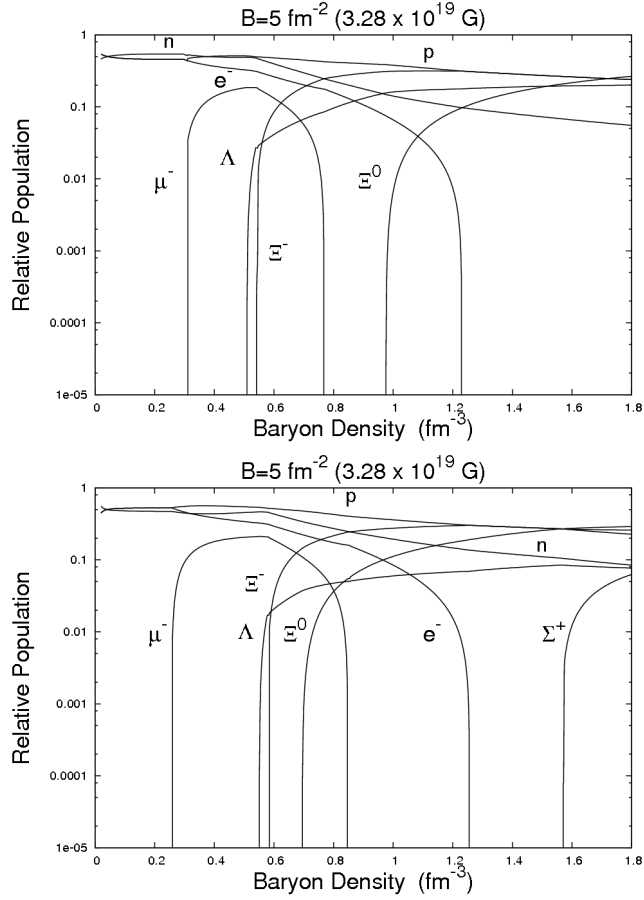 B=5 fm-2 (3.28 x 10^19 G)
1
n
p
e-
0.1
Λ
μ-
Ξ0
0.01
Ξ-
0.001
0.0001
1e-05
0 0.2 0.4 0.6 0.8 1 1.2 1.4 1.6 1.8
Relative Population
Baryon Density (fm-3)
B=5 fm-2 (3.28 x 10^19 G)
1
p
n
0.1
Ξ-
μ-
Λ
Ξ0
e-
Σ+
0.01
0.001
0.0001
1e-05
0 0.2 0.4 0.6 0.8 1 1.2 1.4 1.6 1.8
Relative Population
Baryon Density (fm-3)